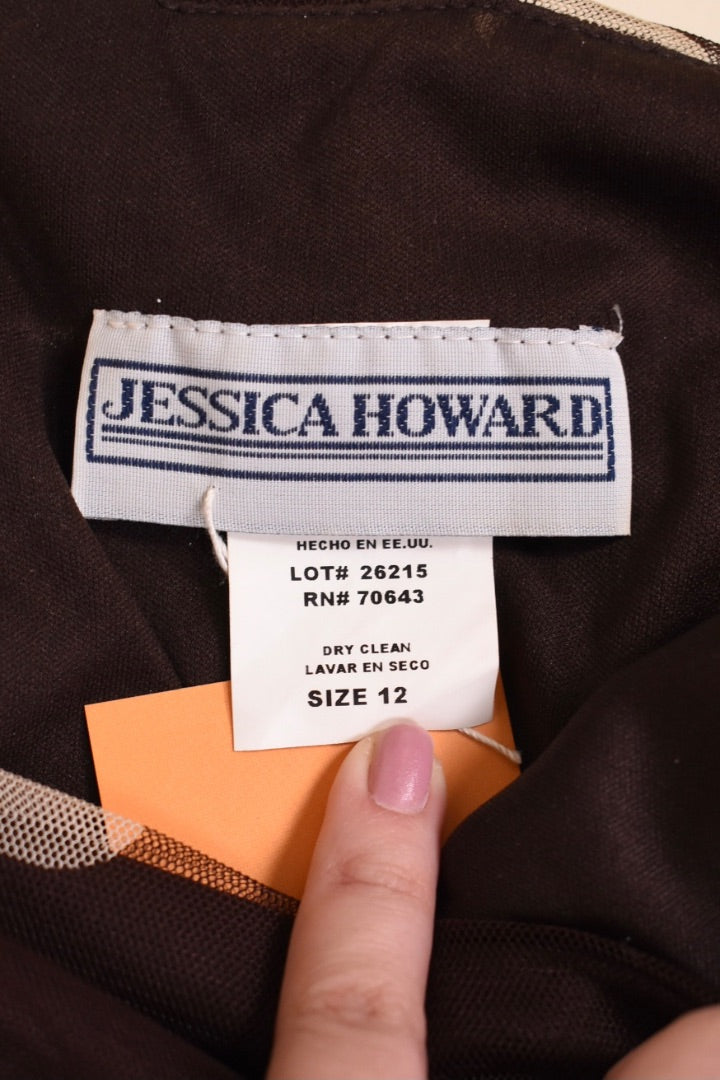 JESSICA HOWARD
HECHO EN EE.UU.
LOT# 26215
RN# 70643
DRY CLEAN
LAVAR EN SECO
SIZE 12